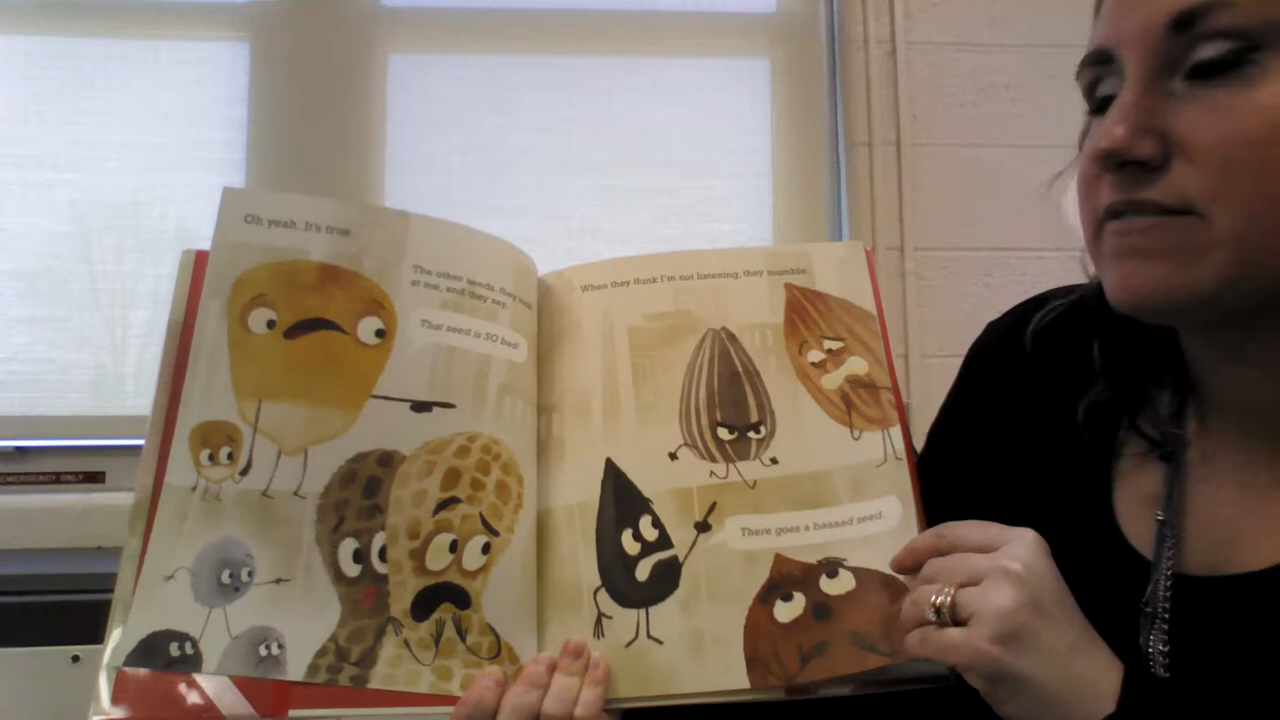 Oh yeah. It's true.
The other seeds, they look
at me, and they say,
That seed is SO bad!
When they think I'm not listening, they mumble,
There goes a baaaad seed.
EMERGENCY ONLY